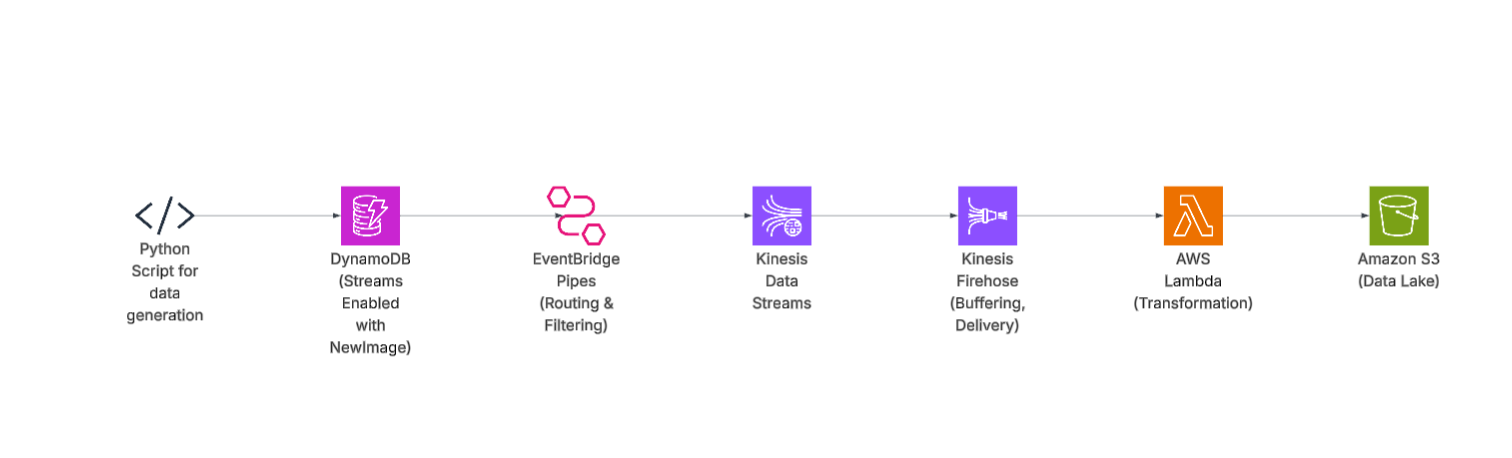 Python
Script for
data
generation
DynamoDB
(Streams
Enabled
with
NewImage)
EventBridge
Pipes
(Routing &
Filtering)
Kinesis
Data
Streams
Kinesis
Firehose
(Buffering,
Delivery)
AWS
Lambda
(Transformation)
Amazon S3
(Data Lake)